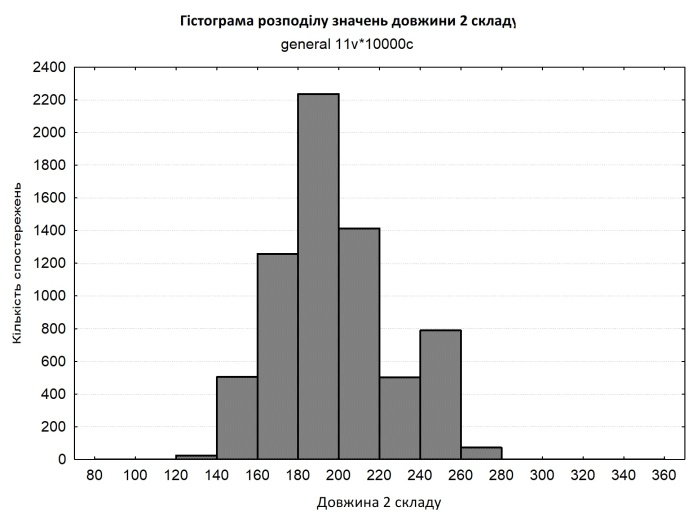 Гістограма розподілу значень довжини 2 складу
general 11v*10000c
2400
2200
2000
1800
1600
1400
1200
1000
800
600
400
200
0
Кількість спостережень
80 100 120 140 160 180 200 220 240 260 280 300 320 340 360
Довжина 2 складу